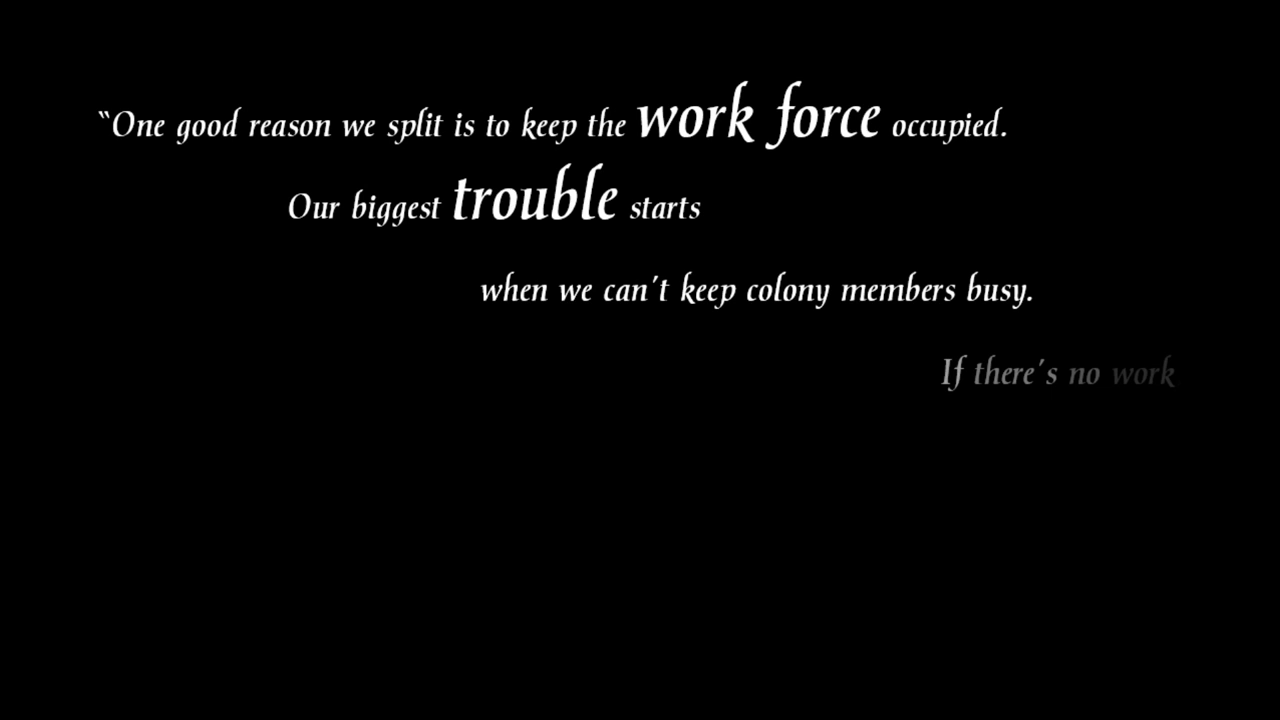 “One good reason we split is to keep the work force occupied.
Our biggest trouble starts
when we can't keep colony members busy.
If there's no work